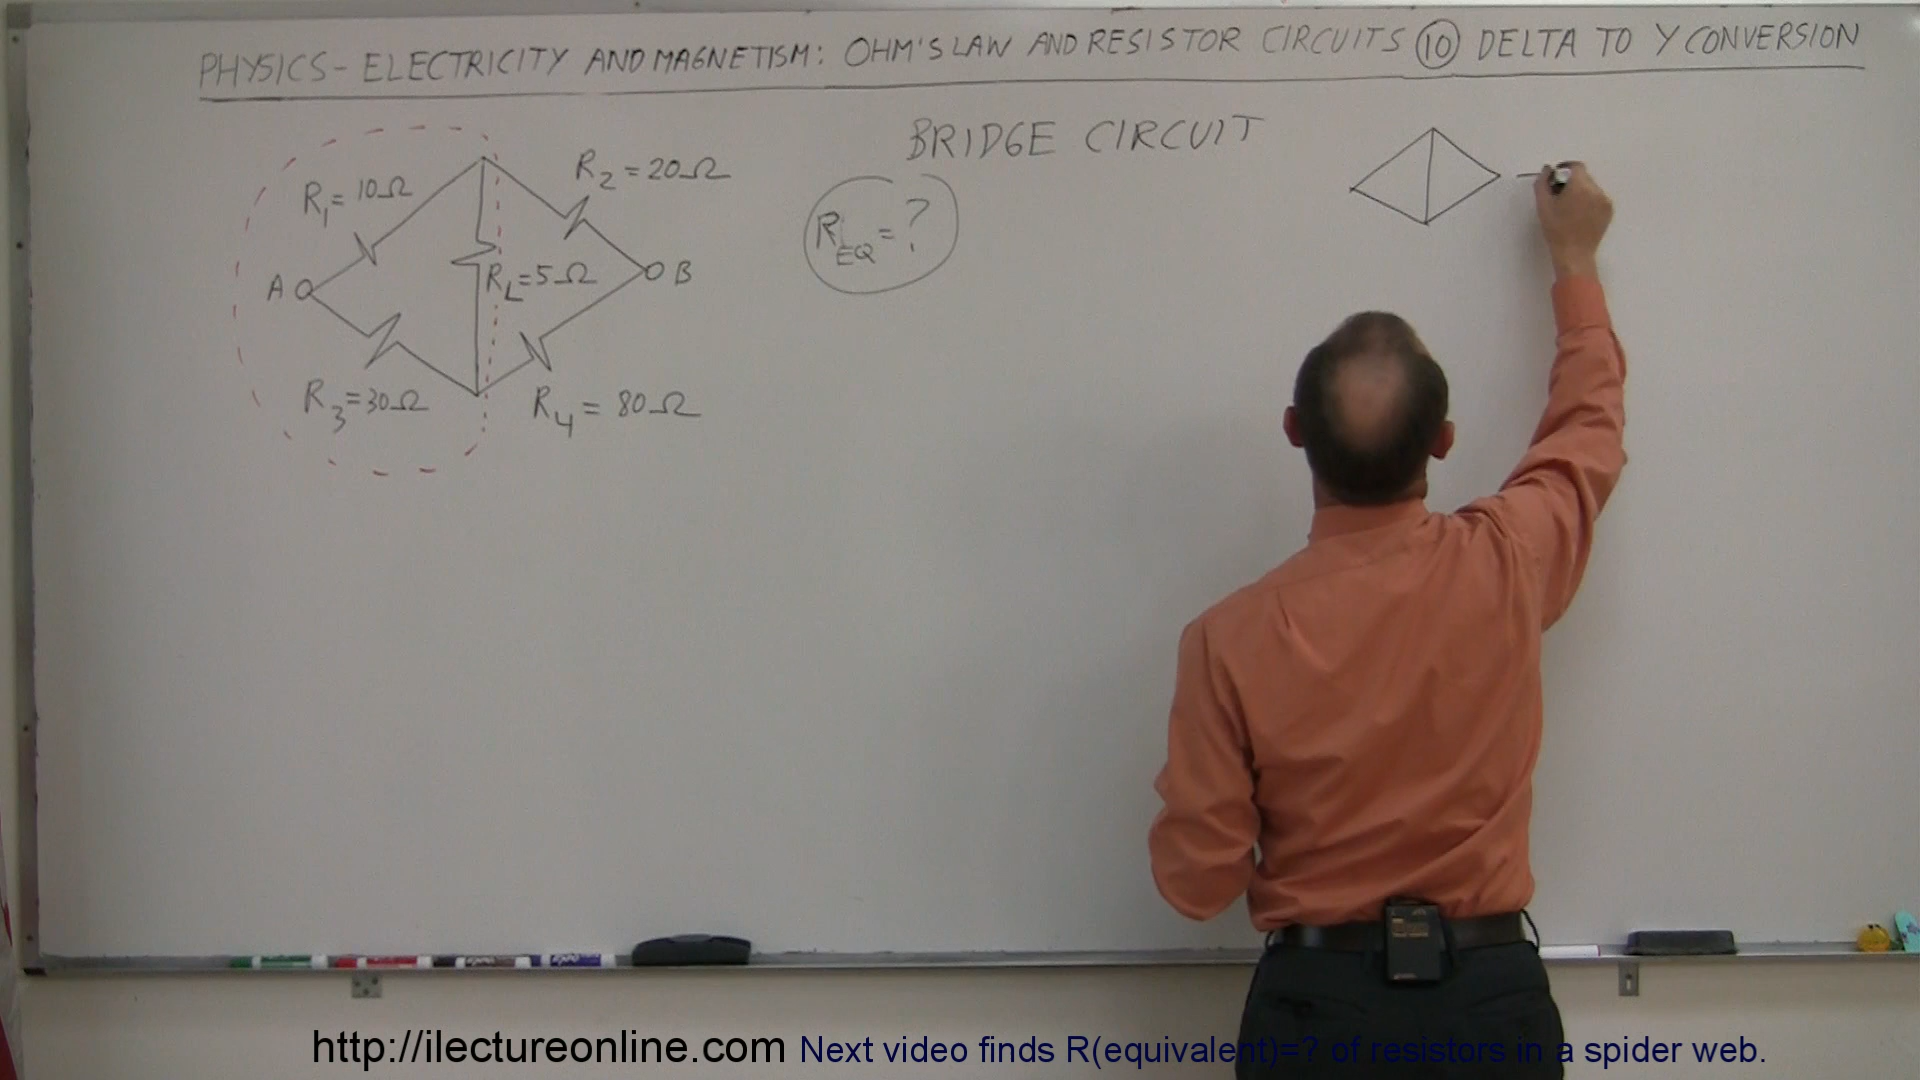 PHYSICS - ELECTRICITY AND MAGNETISM: OHM'S LAW AND RESISTOR CIRCUITS 10 DELTA TO Y CONVERSION
BRIDGE CIRCUIT
R1 = 10Ω
R2 = 20Ω
REQ = ?
A
RL = 5Ω
B
R3 = 30Ω
R4 = 80Ω
http://ilectureonline.com Next video finds R(equivalent)=? of resistors in a spider web.